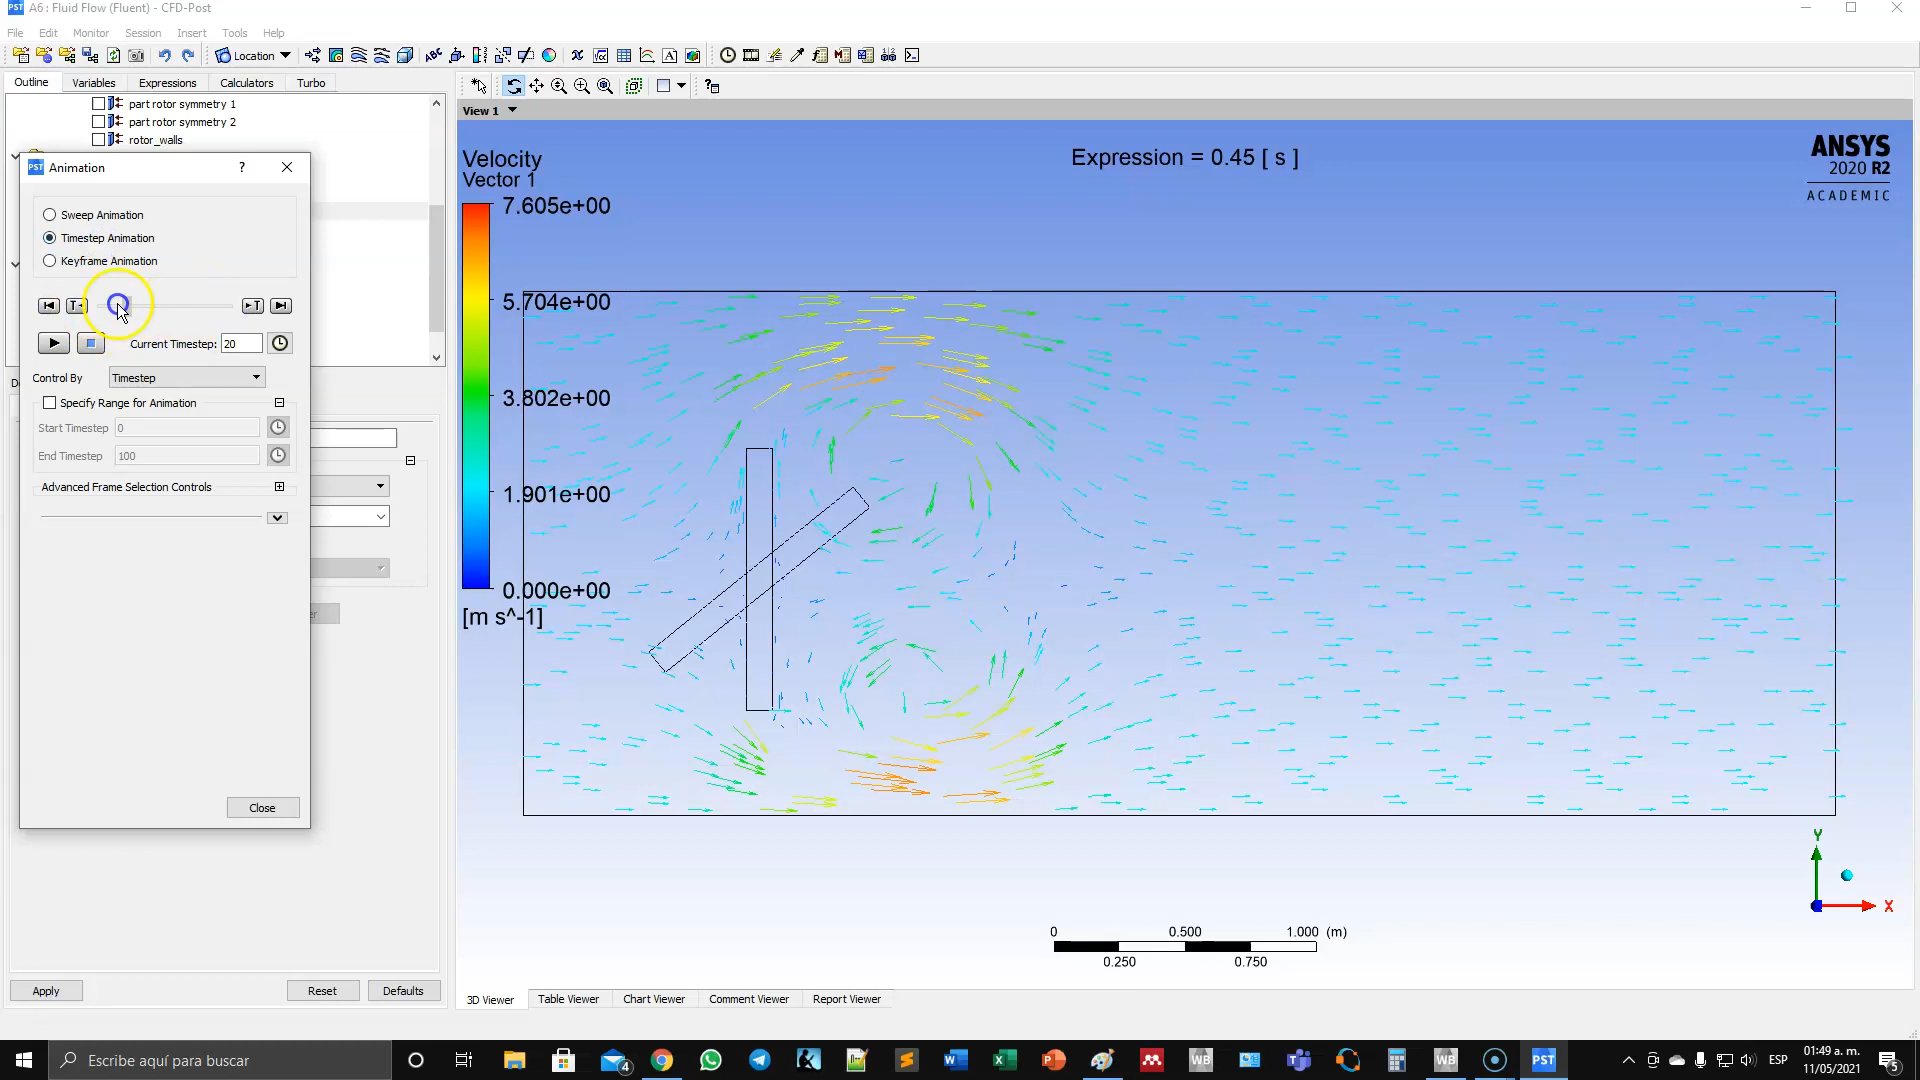 A6 : Fluid Flow (Fluent) - CFD-Post
File Edit Monitor Session Insert Tools Help
Location
Outline Variables Expressions Calculators Turbo
part rotor symmetry 1
part rotor symmetry 2
rotor_walls
Animation
Sweep Animation
Timestep Animation
Keyframe Animation
Current Timestep: 20
Control By Timestep
Specify Range for Animation
Start Timestep 0
End Timestep 100
Advanced Frame Selection Controls
Close
Apply Reset Defaults
View 1
Velocity
Vector 1
7.605e+00
5.704e+00
3.802e+00
1.901e+00
0.000e+00
[m s^-1]
Expression = 0.45 [ s ]
ANSYS
2020 R2
ACADEMIC
Y
X
0 0.500 1.000 (m)
0.250 0.750
3D Viewer Table Viewer Chart Viewer Comment Viewer Report Viewer
Escribe aquí para buscar
4
WB
WB
PST
ESP
01:49 a. m.
11/05/2021
5